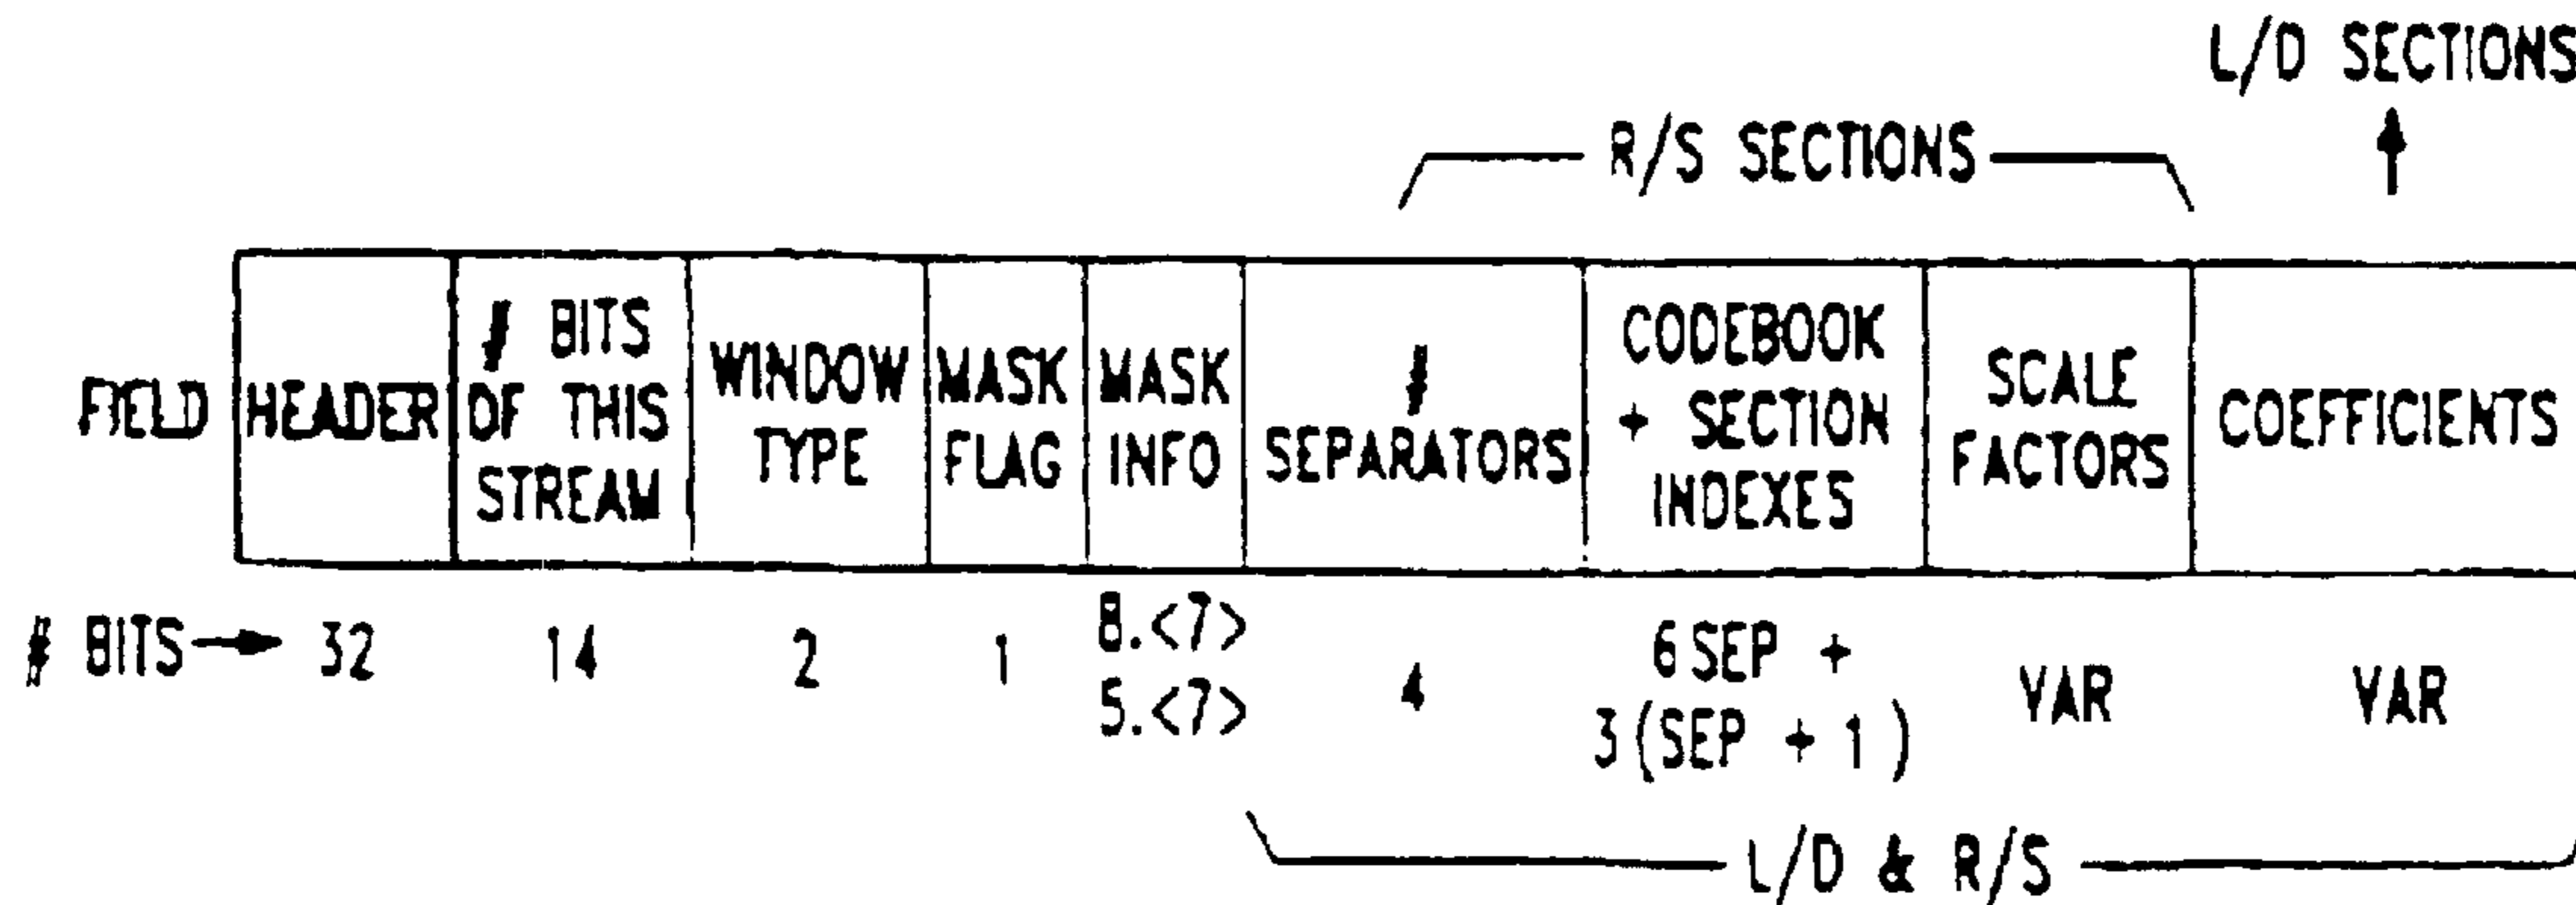 L/D SECTIONS
R/S SECTIONS
FIELD
HEADER
# BITS
OF THIS
STREAM
WINDOW
TYPE
MASK
FLAG
MASK
INFO
#
SEPARATORS
CODEBOOK
+ SECTION
INDEXES
SCALE
FACTORS
COEFFICIENTS
# BITS
32
14
2
1
8.<7>
5.<7>
4
6 SEP +
3(SEP + 1 )
VAR
VAR
L/D & R/S